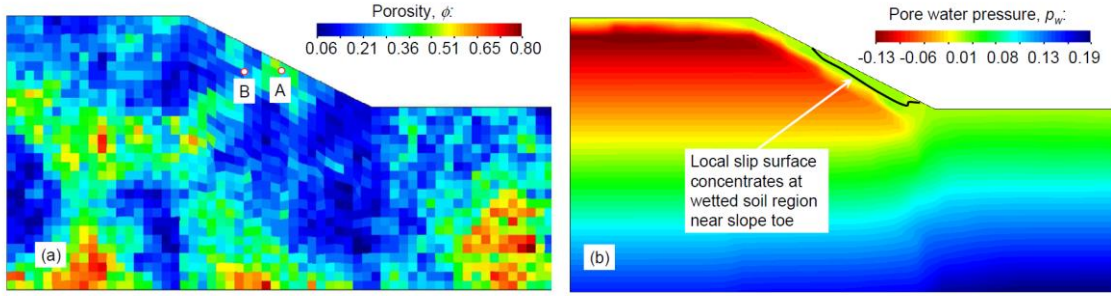 Porosity, ϕ:
0.06 0.21 0.36 0.51 0.65 0.80
B A
(a)
Pore water pressure, p_w:
-0.13 -0.06 0.01 0.08 0.13 0.19
Local slip surface
concentrates at
wetted soil region
near slope toe
(b)